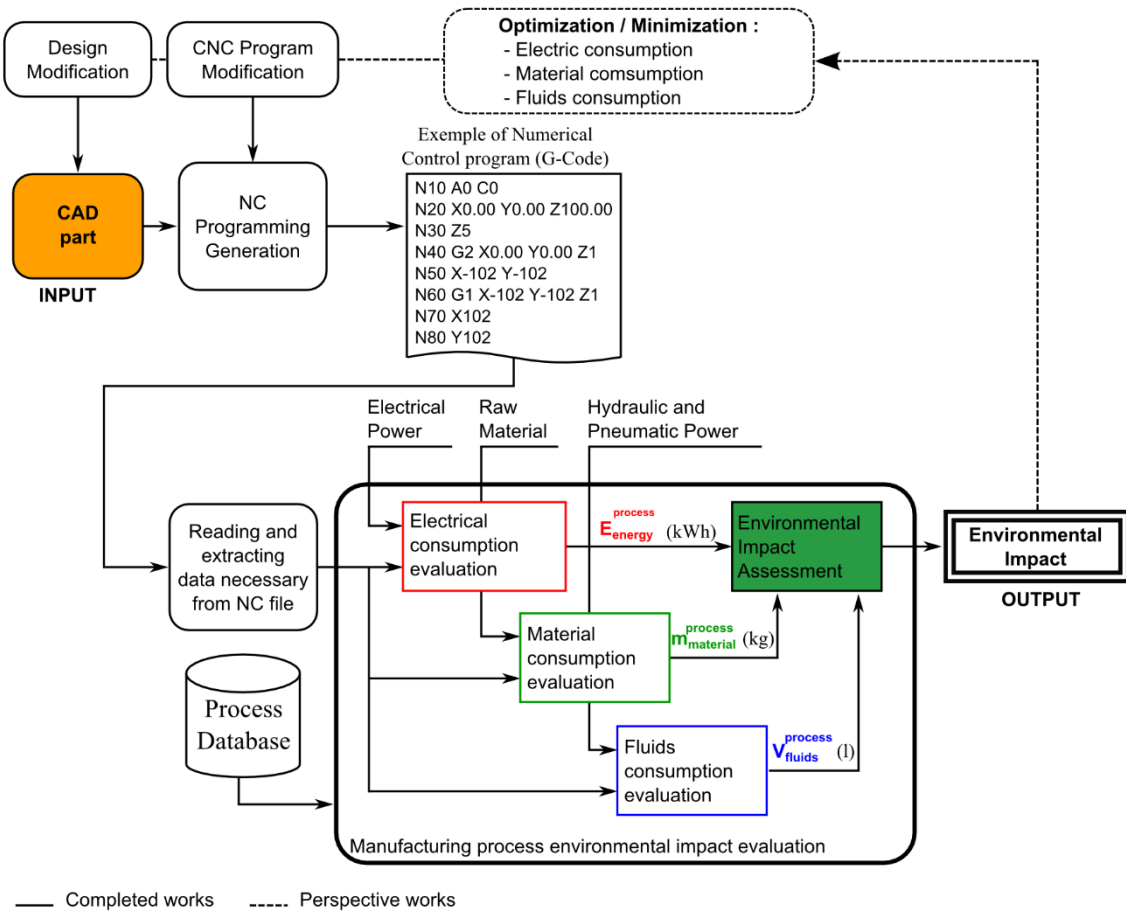 Design
Modification
CNC Program
Modification
Optimization / Minimization :
- Electric consumption
- Material comsumption
- Fluids consumption
Exemple of Numerical
Control program (G-Code)
CAD
part
INPUT
NC
Programming
Generation
N10 A0 C0
N20 X0.00 Y0.00 Z100.00
N30 Z5
N40 G2 X0.00 Y0.00 Z1
N50 X-102 Y-102
N60 G1 X-102 Y-102 Z1
N70 X102
N80 Y102
Electrical
Power
Raw
Material
Hydraulic and
Pneumatic Power
Reading and
extracting
data necessary
from NC file
Electrical
consumption
evaluation
E energy process (kWh)
Environmental
Impact
Assessment
Environmental
Impact
OUTPUT
Material
consumption
evaluation
m material process (kg)
Process
Database
Fluids
consumption
evaluation
V fluids process (l)
Manufacturing process environmental impact evaluation
Completed works
Perspective works